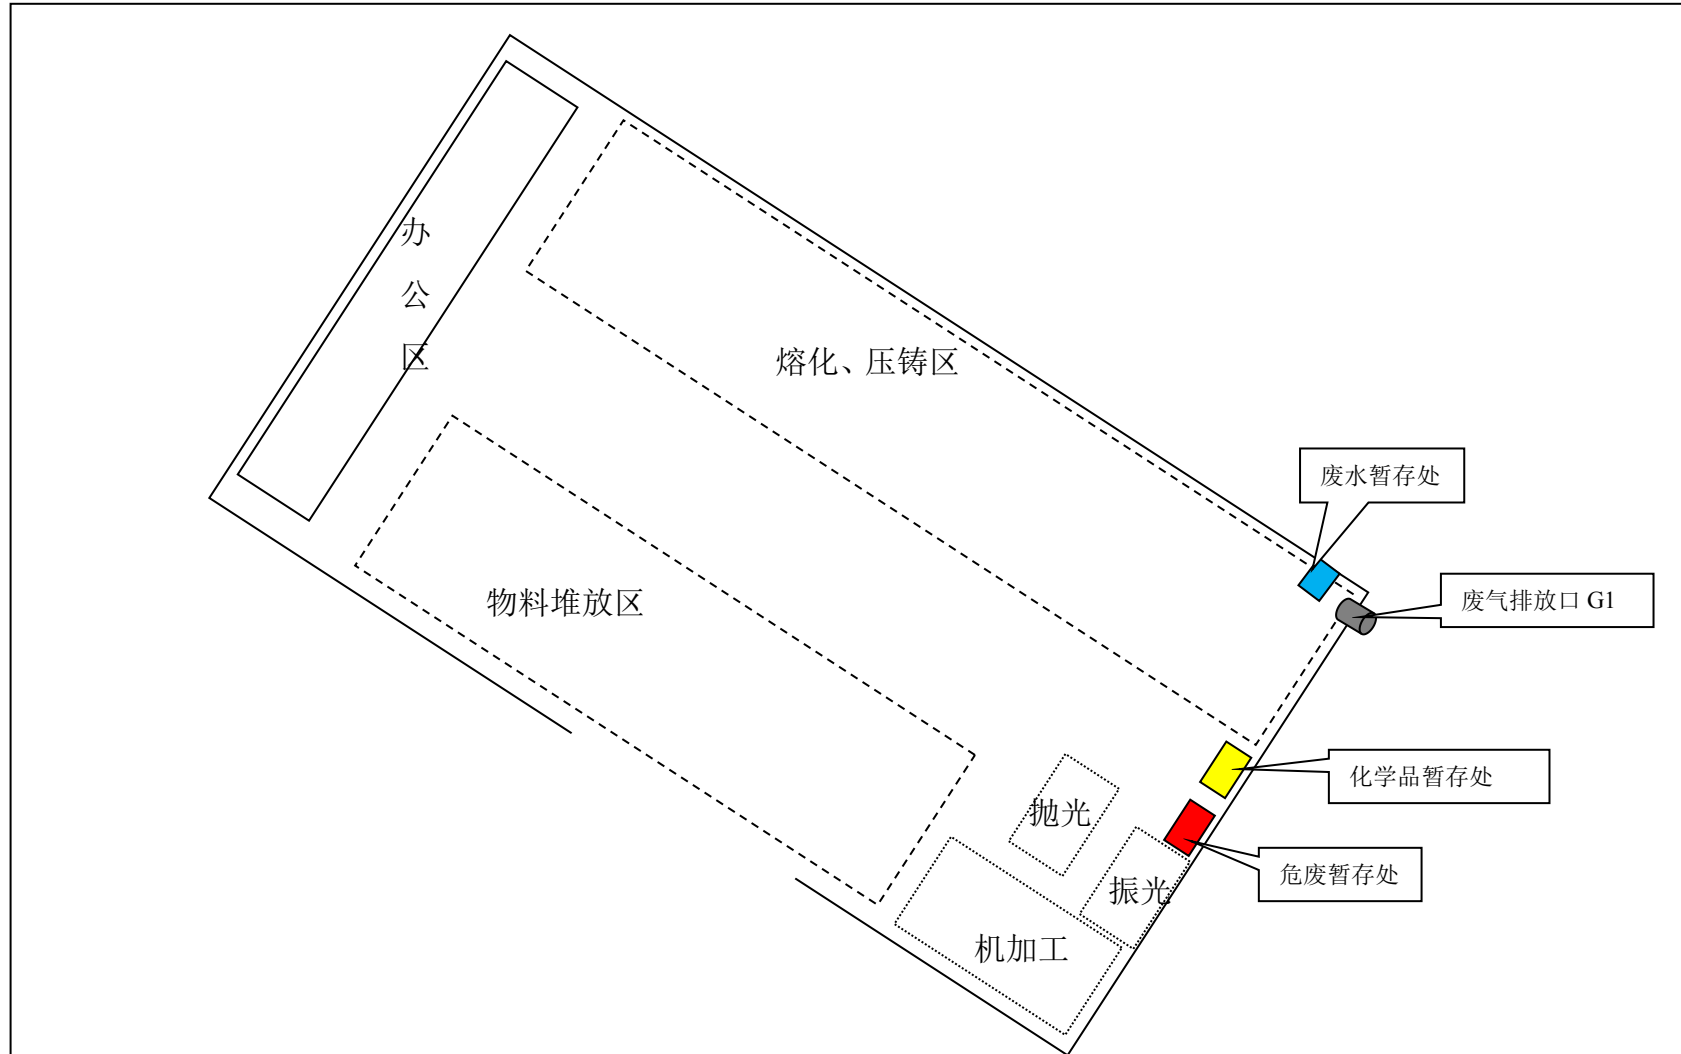 办
公
区
熔化、压铸区
废水暂存处
废气排放口 G1
物料堆放区
化学品暂存处
抛光
危废暂存处
振光
机加工